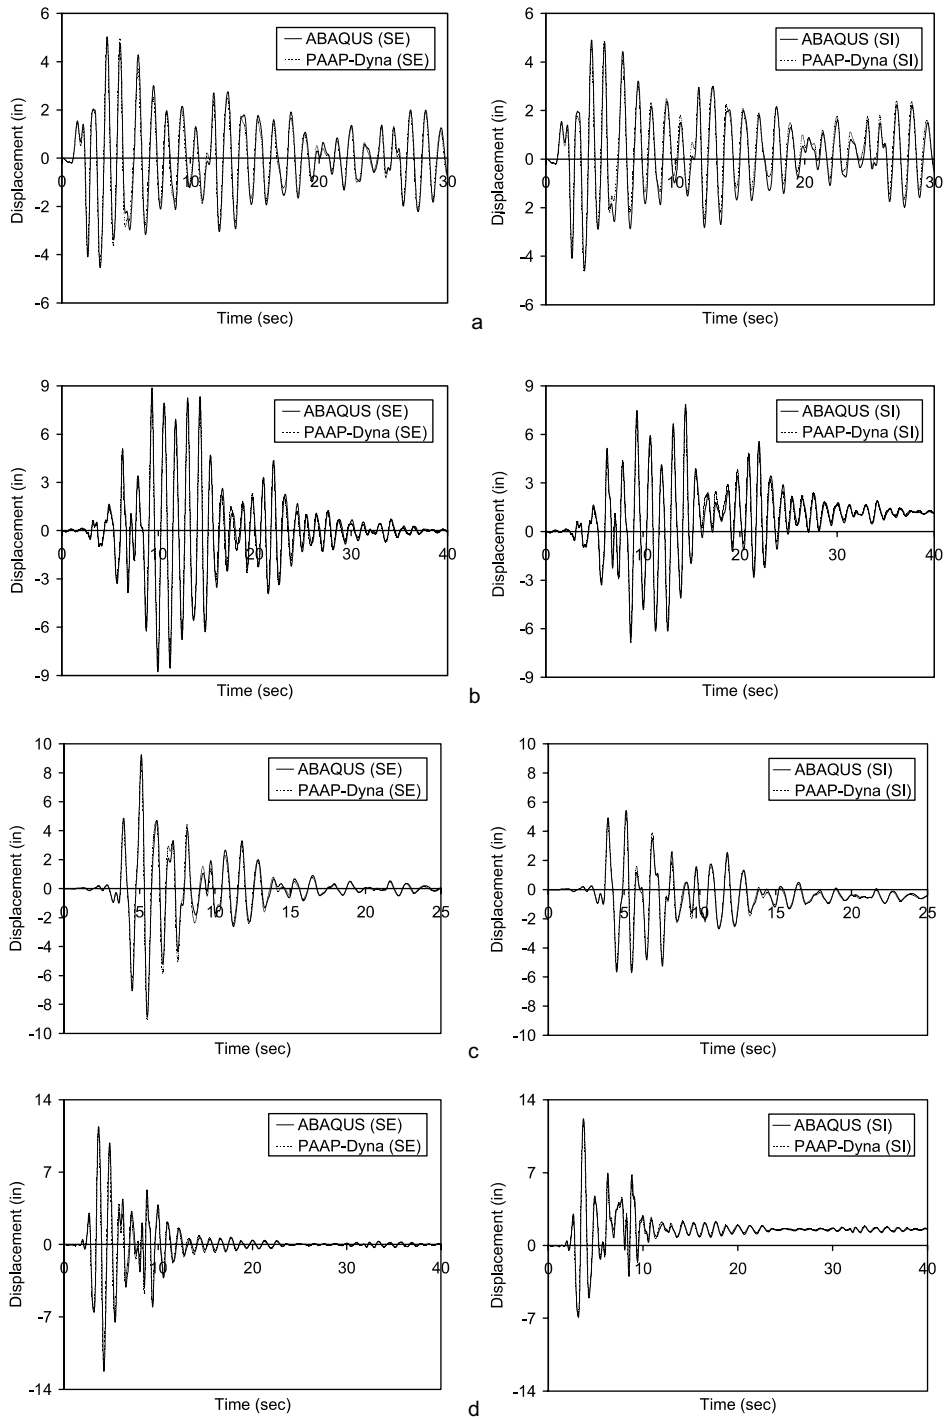 6
4
2
0
-2
-4
-6
Displacement (in)
0
10
20
30
Time (sec)
ABAQUS (SE)
PAAP-Dyna (SE)
6
4
2
0
2
-4
-6
Displacement (in)
0
10
20
30
Time (sec)
ABAQUS (SI)
PAAP-Dyna (SI)
a
9
6
3
0
-3
-6
-9
Displacement (in)
0
10
20
30
40
Time (sec)
ABAQUS (SE)
PAAP-Dyna (SE)
9
6
3
0
-3
-6
-9
Displacement (in)
0
10
20
30
40
Time (sec)
ABAQUS (SI)
PAAP-Dyna (SI)
b
10
8
6
4
2
0
-2
-4
-6
-8
-10
Displacement (in)
0
5
10
15
20
25
Time (sec)
ABAQUS (SE)
PAAP-Dyna (SE)
10
8
6
4
2
0
-2
-4
-6
-8
-10
Displacement (in)
0
5
10
15
20
25
Time (sec)
ABAQUS (SI)
PAAP-Dyna (SI)
c
14
7
0
-7
-14
Displacement (in)
0
10
20
30
40
Time (sec)
ABAQUS (SE)
PAAP-Dyna (SE)
14
7
0
-7
-14
Displacement (in)
0
10
20
30
40
Time (sec)
ABAQUS (SI)
PAAP-Dyna (SI)
d